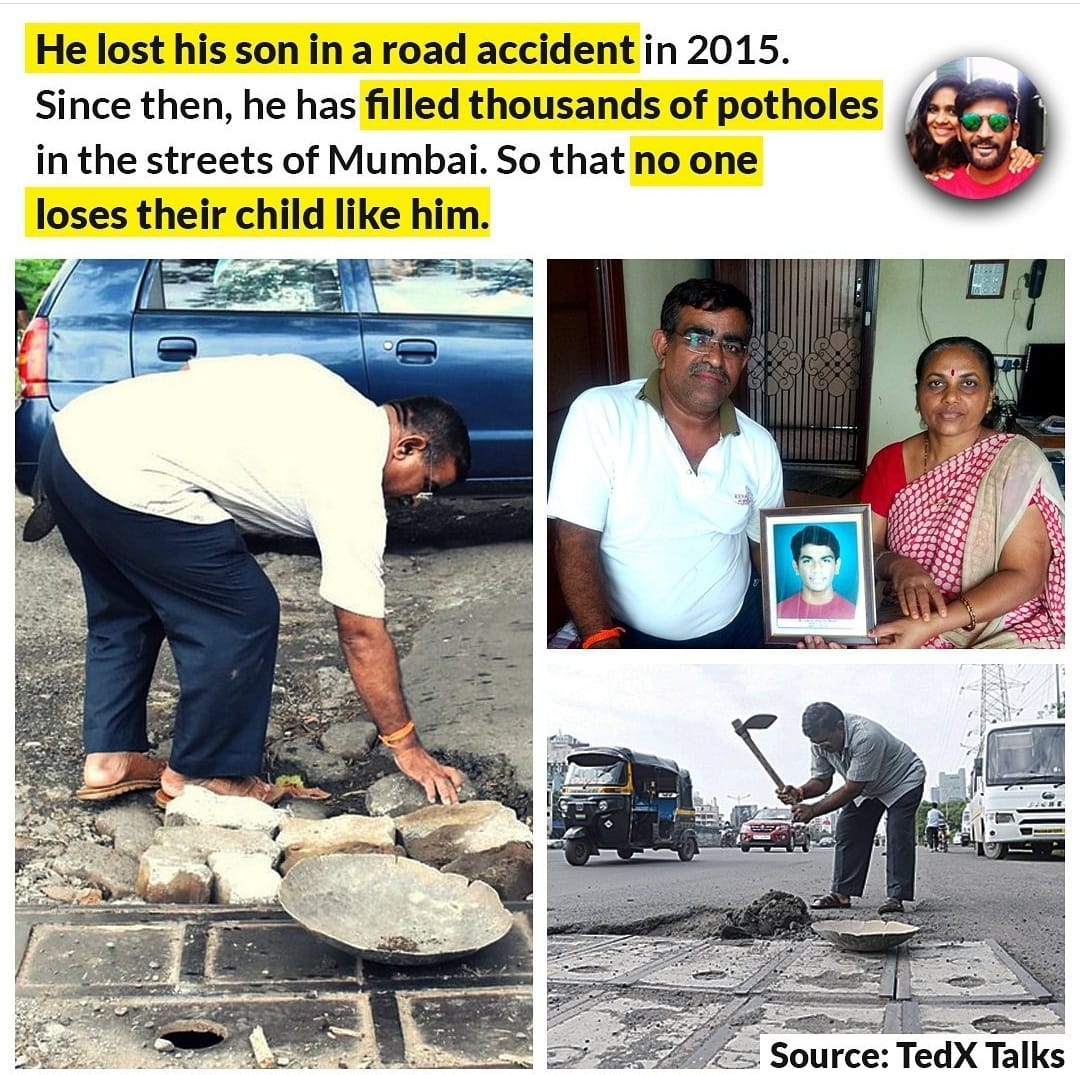 He lost his son in a road accident in 2015.
Since then, he has filled thousands of potholes
in the streets of Mumbai. So that no one
loses their child like him.
Source: TedX Talks